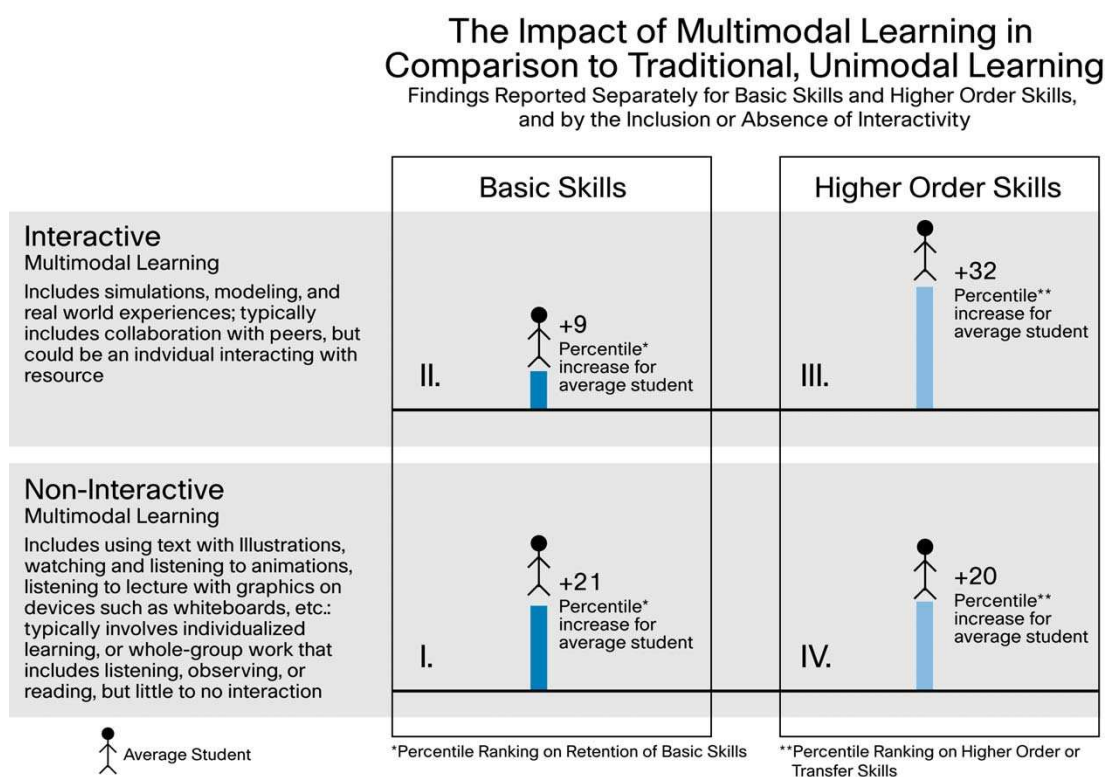 The Impact of Multimodal Learning in
Comparison to Traditional, Unimodal Learning
Findings Reported Separately for Basic Skills and Higher Order Skills,
and by the Inclusion or Absence of Interactivity
Basic Skills
Higher Order Skills
Interactive
Multimodal Learning
Includes simulations, modeling, and
real world experiences; typically
includes collaboration with peers, but
could be an indvidual interacting with
resource
II.
+9
Percentile*
increase for
average student
III.
+32
Percentile**
increase for
average student
Non-Interactive
Multimodal Learning
Includes using text with Illustrations,
watching and listening to animations,
listening to lecture with graphics on
devices such as whiteboards, etc.:
typically involves individualized
learning, or whole-group work that
includes listening, observing, or
reading, but little to no interaction
I.
+21
Percentile*
increase for
average student
IV.
+20
Percentile**
increase for
average student
Average Student
*Percentile Ranking on Retention of Basic Skills
**Percentile Ranking on Higher Order or
Transfer Skills